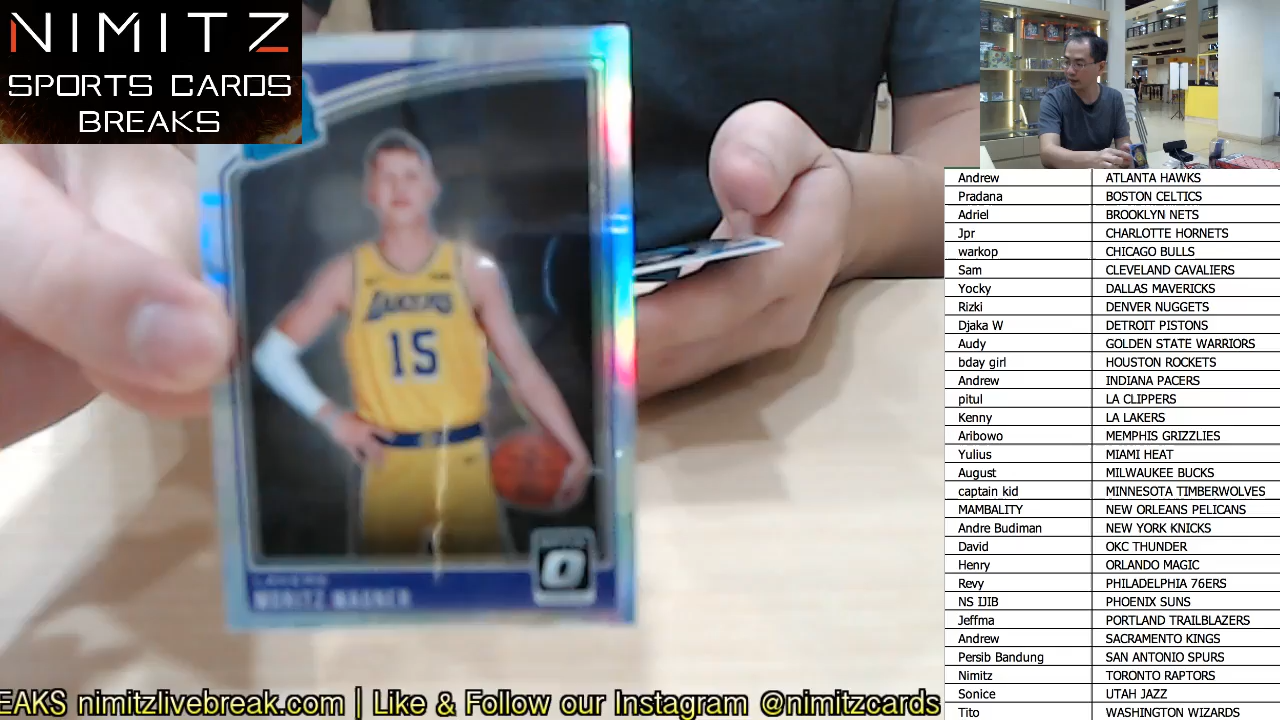 NIMITZ
SPORTS CARDS
BREAKS
LAKERS
15
LAKERS
MORITZ WAGNER
Andrew ATLANTA HAWKS
Pradana BOSTON CELTICS
Adriel BROOKLYN NETS
Jpr CHARLOTTE HORNETS
warkop CHICAGO BULLS
Sam CLEVELAND CAVALIERS
Yocky DALLAS MAVERICKS
Rizki DENVER NUGGETS
Djaka W DETROIT PISTONS
Audy GOLDEN STATE WARRIORS
bday girl HOUSTON ROCKETS
Andrew INDIANA PACERS
pitul LA CLIPPERS
Kenny LA LAKERS
Aribowo MEMPHIS GRIZZLIES
Yulius MIAMI HEAT
August MILWAUKEE BUCKS
captain kid MINNESOTA TIMBERWOLVES
MAMBALITY NEW ORLEANS PELICANS
Andre Budiman NEW YORK KNICKS
David OKC THUNDER
Henry ORLANDO MAGIC
Revy PHILADELPHIA 76ERS
NS IJIB PHOENIX SUNS
Jeffma PORTLAND TRAILBLAZERS
Andrew SACRAMENTO KINGS
Persib Bandung SAN ANTONIO SPURS
Nimitz TORONTO RAPTORS
Sonice UTAH JAZZ
Tito WASHINGTON WIZARDS
EAKS nimitzlivebreak.com | Like & Follow our Instagram @nimitzcards